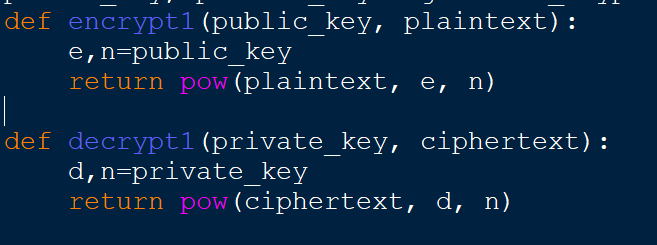 def encrypt1(public_key, plaintext):
    e,n=public_key
    return pow(plaintext, e, n)
def decrypt1(private_key, ciphertext):
    d,n=private_key
    return pow(ciphertext, d, n)